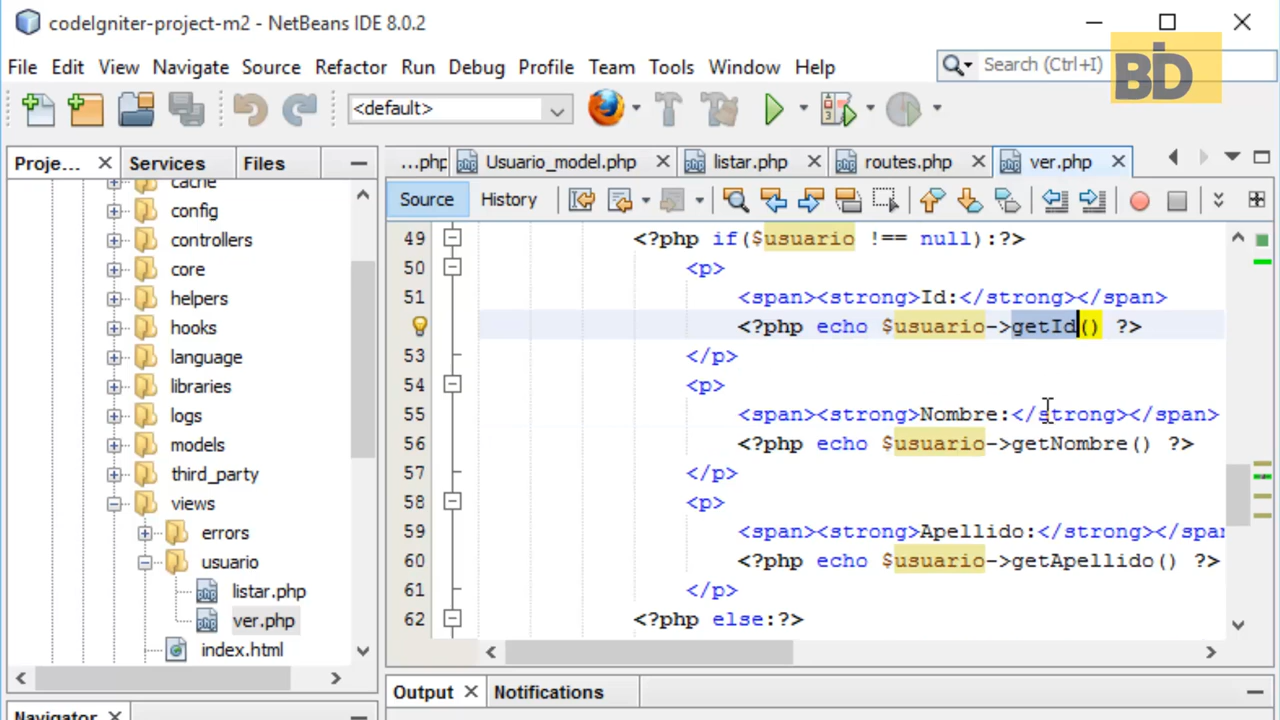 codeIgniter-project-m2 - NetBeans IDE 8.0.2
File Edit View Navigate Source Refactor Run Debug Profile Team Tools Window Help
Search (Ctrl+I)
BD
<default>
Proje... Services Files
...php Usuario_model.php listar.php routes.php ver.php
Source History
cache
config
controllers
core
helpers
hooks
language
libraries
logs
models
third_party
views
errors
usuario
listar.php
ver.php
index.html
49 <?php if($usuario !== null):?>
50 <p>
51 <span><strong>Id:</strong></span>
<?php echo $usuario->getId() ?>
53 </p>
54 <p>
55 <span><strong>Nombre:</strong></span>
56 <?php echo $usuario->getNombre() ?>
57 </p>
58 <p>
59 <span><strong>Apellido:</strong></span
60 <?php echo $usuario->getApellido() ?>
61 </p>
62 <?php else:?>
Output Notifications
Navigator